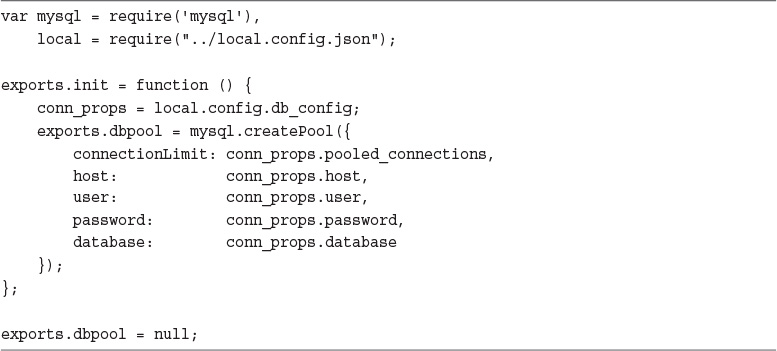 var mysql = require('mysql'),
    local = require("../local.config.json");

exports.init = function () {
    conn_props = local.config.db_config;
    exports.dbpool = mysql.createPool({
        connectionLimit: conn_props.pooled_connections,
        host:            conn_props.host,
        user:            conn_props.user,
        password:        conn_props.password,
        database:        conn_props.database
    });
};

exports.dbpool = null;